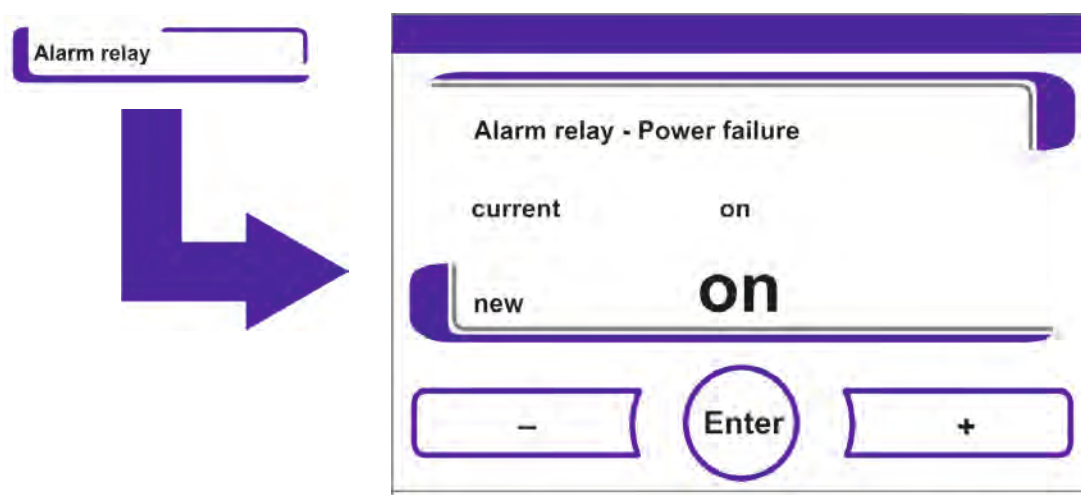 Alarm relay
Alarm relay - Power failure
current on
new on
– Enter +